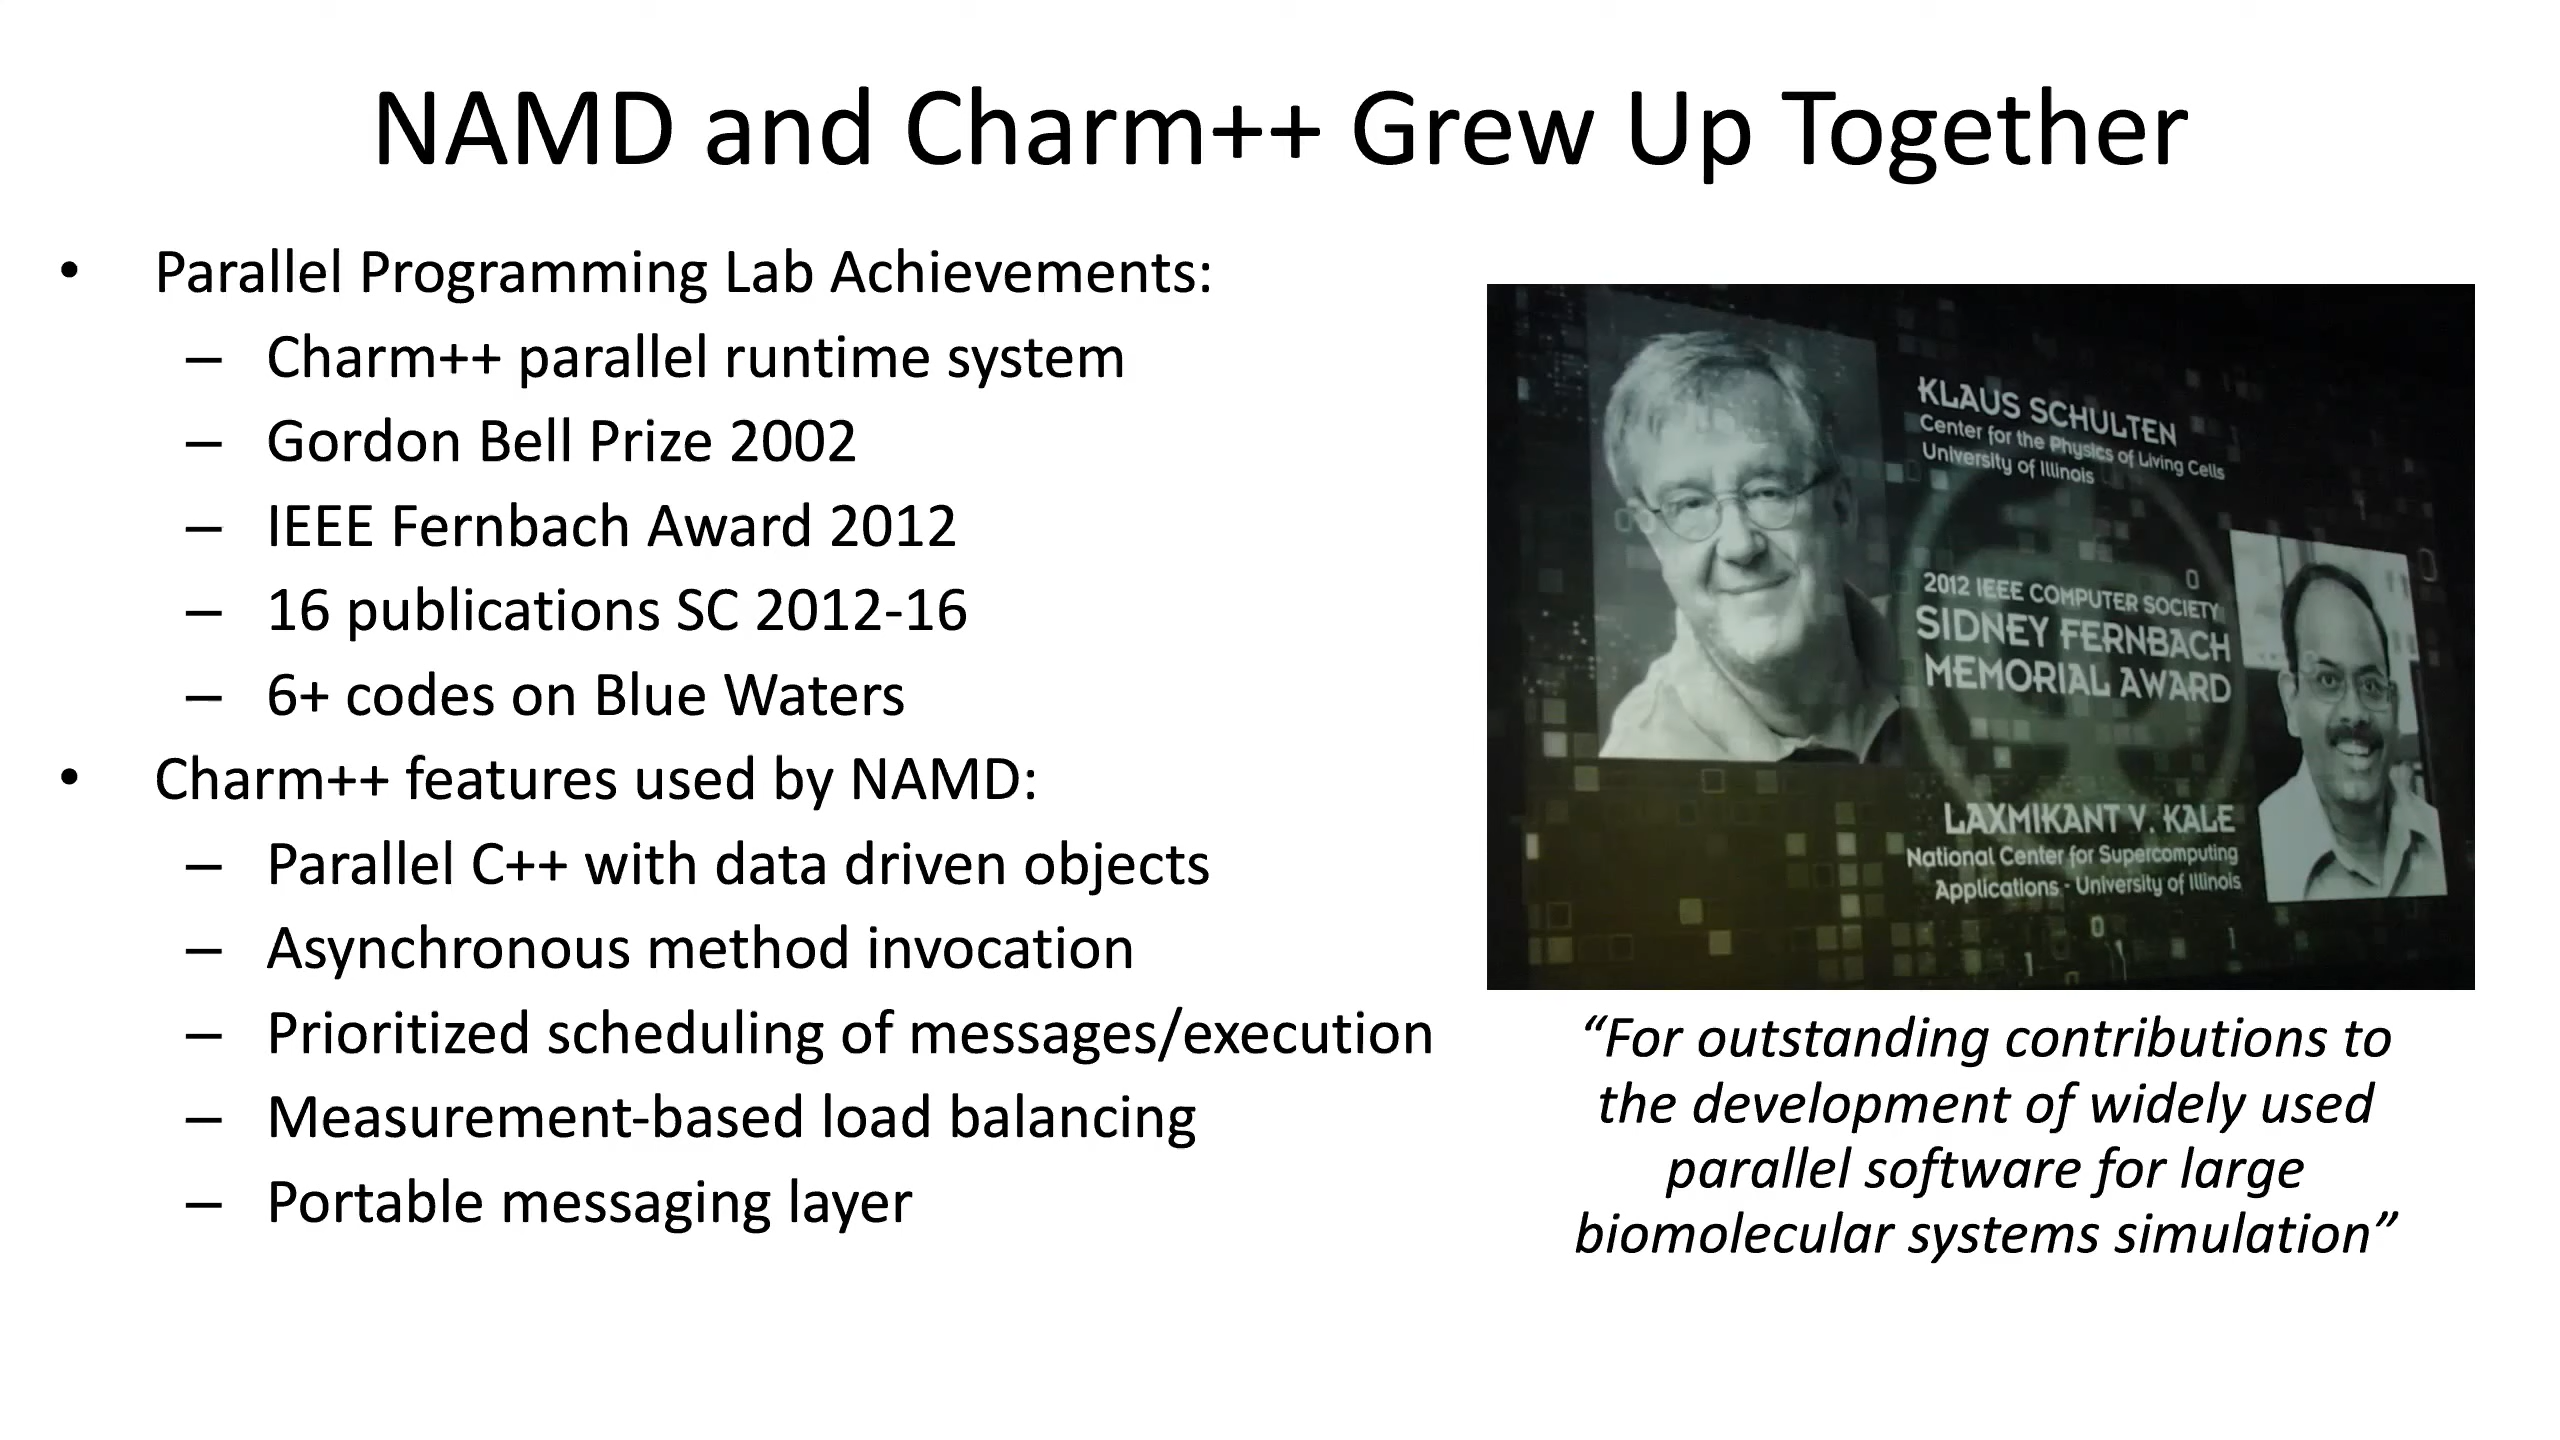 NAMD and Charm++ Grew Up Together
• Parallel Programming Lab Achievements:
– Charm++ parallel runtime system
– Gordon Bell Prize 2002
– IEEE Fernbach Award 2012
– 16 publications SC 2012-16
– 6+ codes on Blue Waters
• Charm++ features used by NAMD:
– Parallel C++ with data driven objects
– Asynchronous method invocation
– Prioritized scheduling of messages/execution
– Measurement-based load balancing
– Portable messaging layer
KLAUS SCHULTEN
Center for the Physics of Living Cells
University of Illinois
2012 IEEE COMPUTER SOCIETY
SIDNEY FERNBACH
MEMORIAL AWARD
LAXMIKANT V. KALE
National Center for Supercomputing
Applications - University of Illinois
“For outstanding contributions to
the development of widely used
parallel software for large
biomolecular systems simulation”